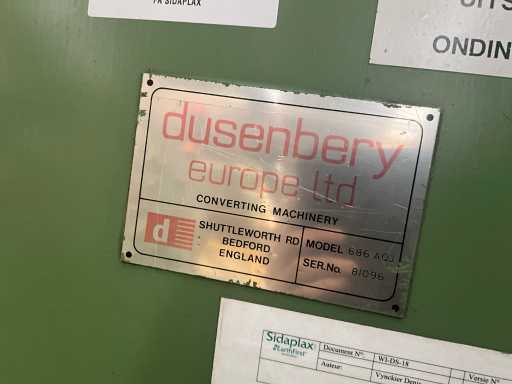 SIDAPLAX
ONDIN
dusenbery
europe ltd
CONVERTING MACHINERY
d
SHUTTLEWORTH RD
BEDFORD
ENGLAND
MODEL 686 AQJ
SER.No. 81096
Sidaplax
EarthFirst
Document N°: WI-DS-18
Auteur: Vynckier
Versie N°